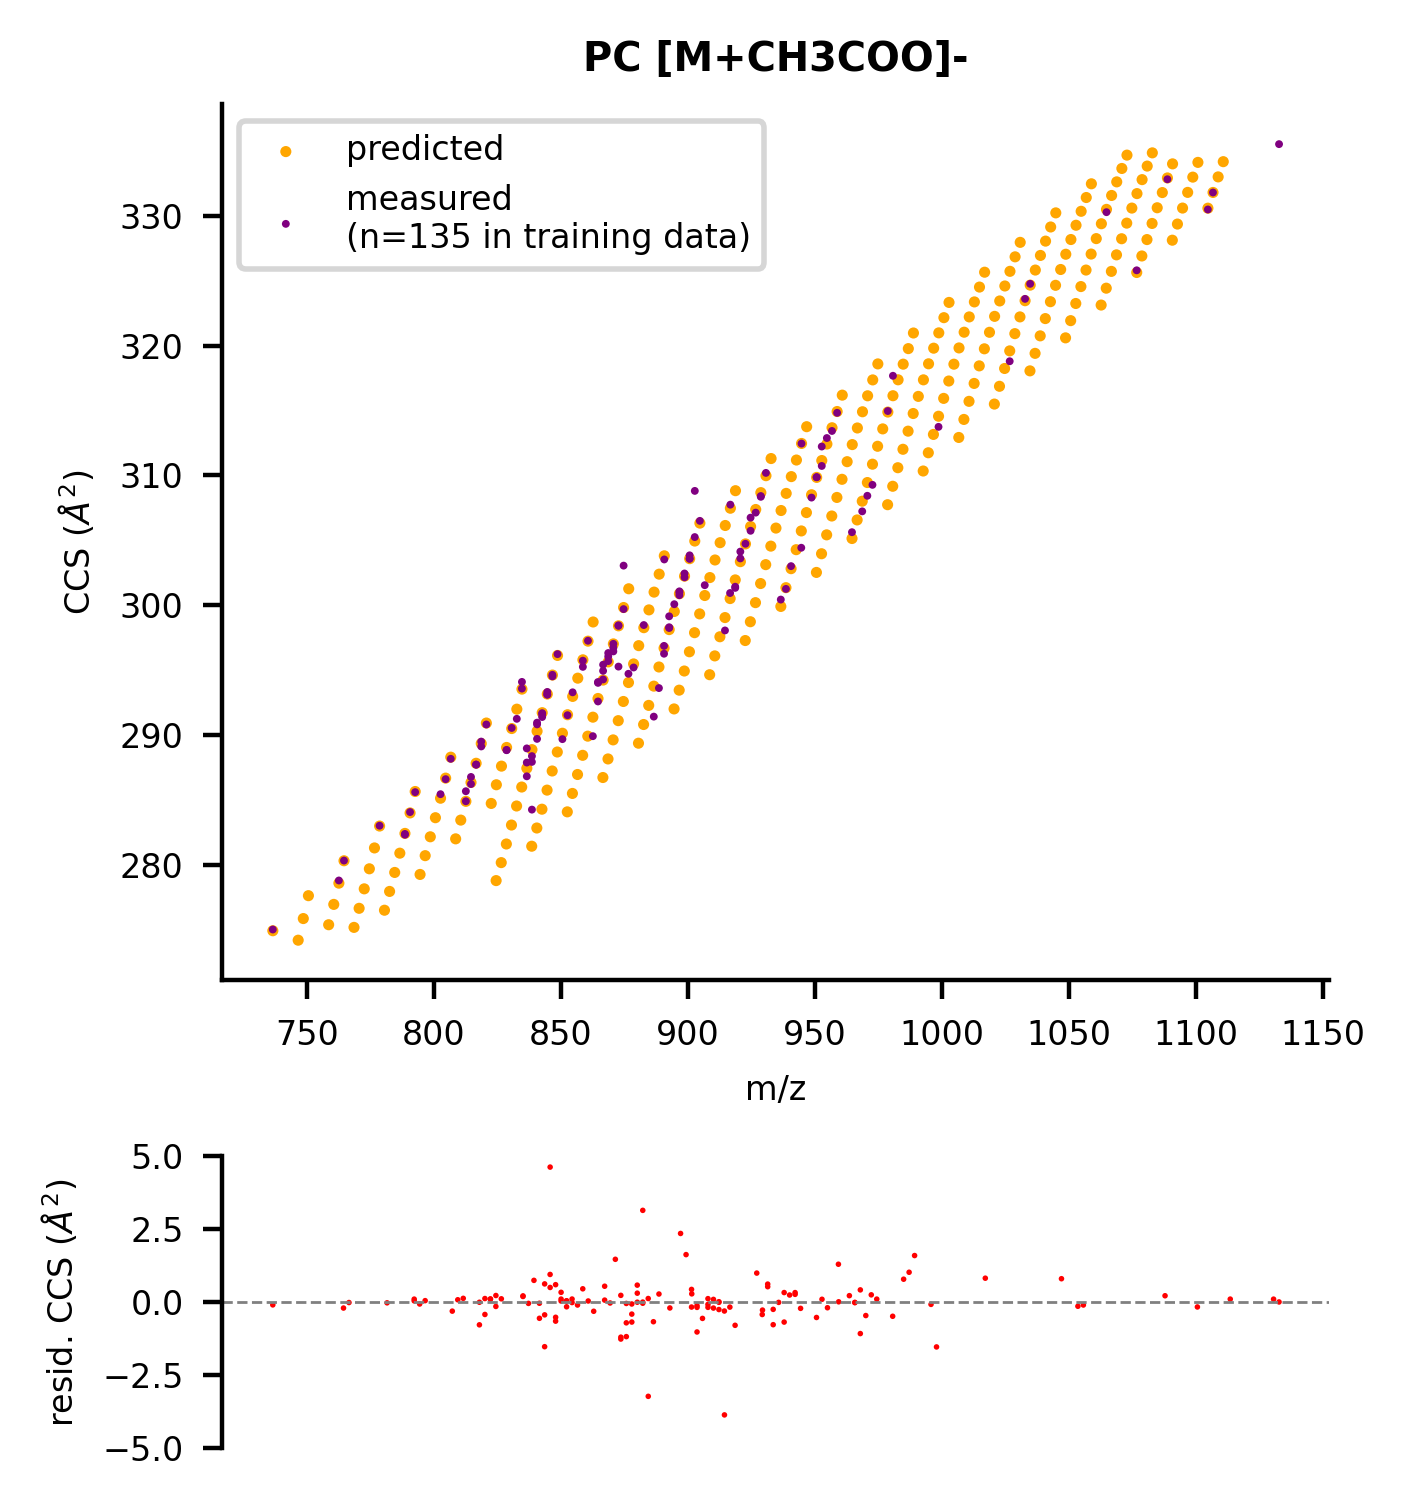 PC [M+CH3COO]-
predicted
measured
(n=135 in training data)
CCS (Å²)
330
320
310
300
290
280
750 800 850 900 950 1000 1050 1100 1150
m/z
resid. CCS (Å²)
5.0
2.5
0.0
−2.5
−5.0